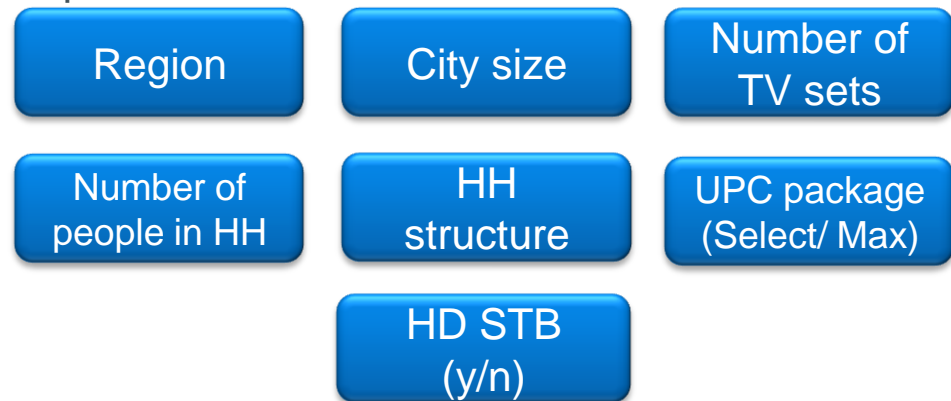 Region
City size
Number of
TV sets
Number of
people in HH
HH
structure
UPC package
(Select/ Max)
HD STB
(y/n)